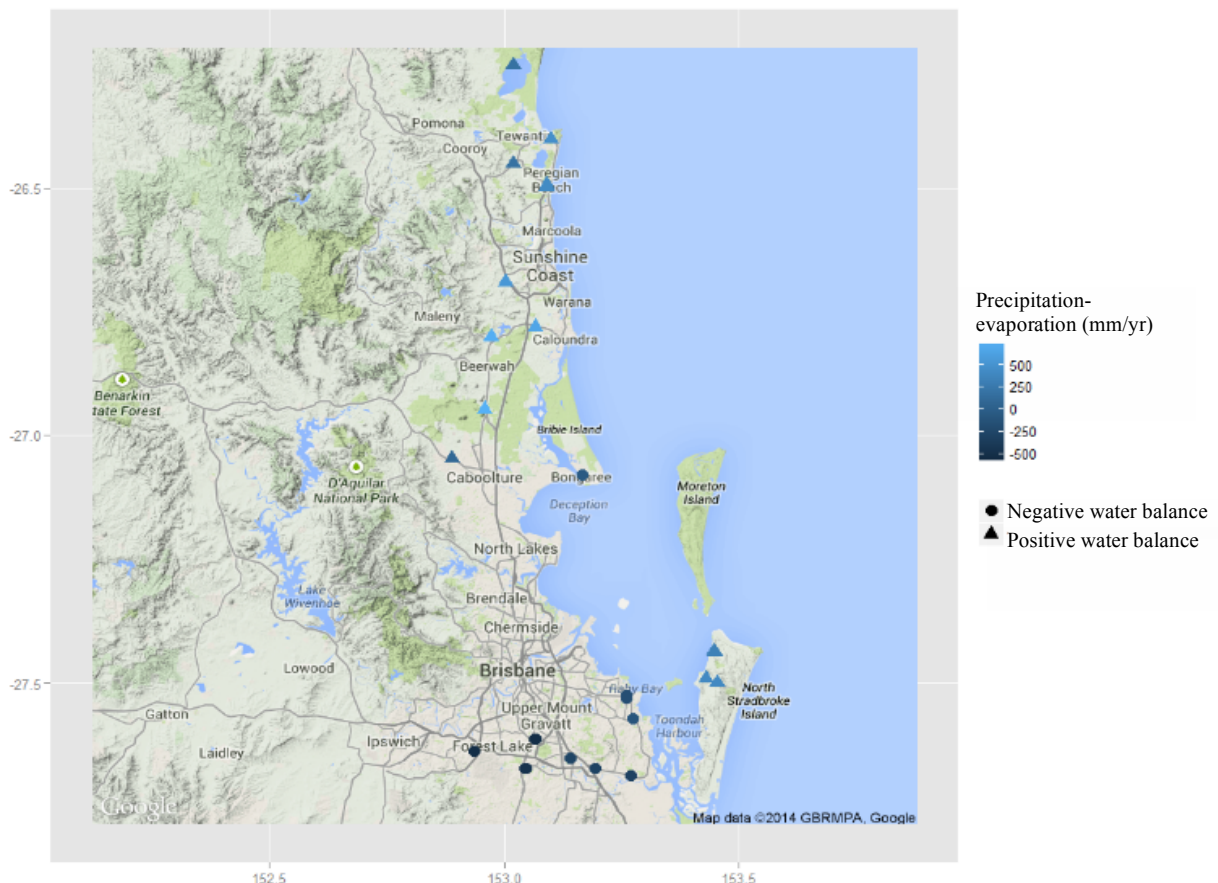 Pomona
Cooroy
Tewant
Peregian
Beach
-26.5
Marcoola
Sunshine
Coast
Warana
Maleny
Caloundra
Beerwah
Benarkin
tate Forest
Bribie Island
-27.0
D'Aguilar
National Park
Caboolture
Bongaree
Deception
Bay
Moreton
Island
North Lakes
Lake
Wivenhoe
Brendale
Chermside
Lowood
Brisbane
-27.5
Raby Bay
North
Stradbroke
Island
Gatton
Upper Mount
Gravatt
Toondah
Harbour
Ipswich
Forest Lake
Laidley
Google
Map data ©2014 GBRMPA, Google
152.5
153.0
153.5
Precipitation-
evaporation (mm/yr)
500
250
0
-250
-500
Negative water balance
Positive water balance